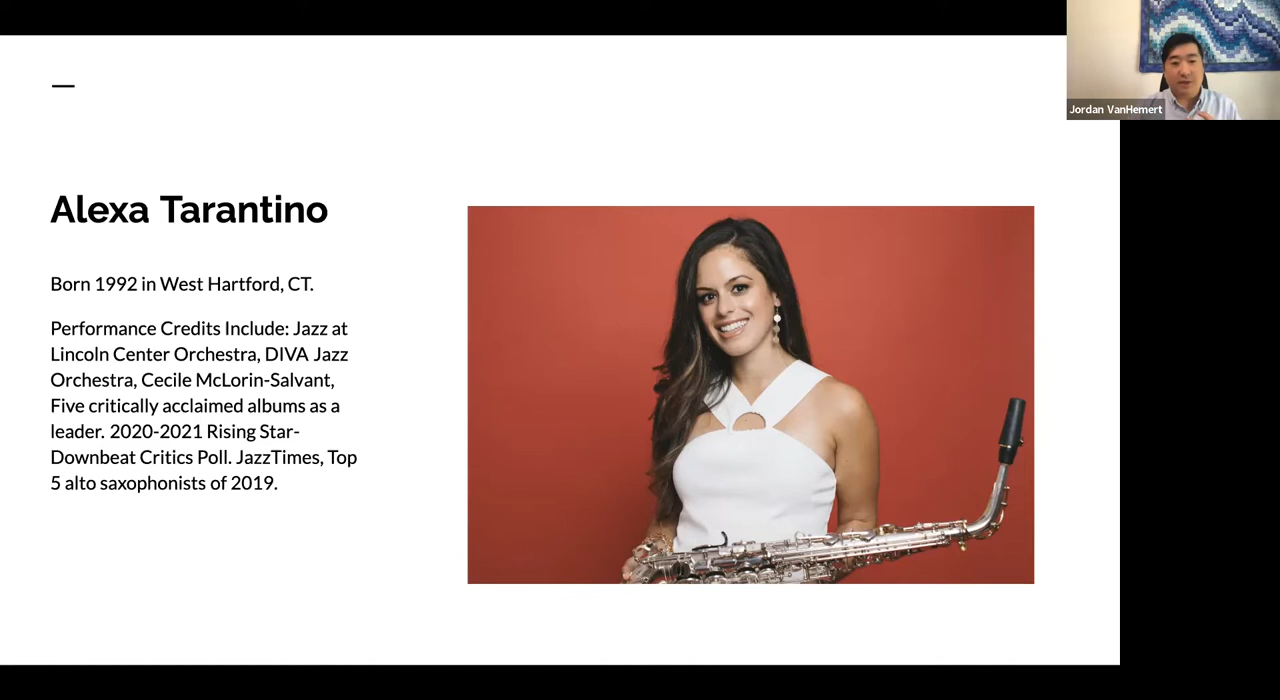 Jordan VanHemert
Alexa Tarantino
Born 1992 in West Hartford, CT.
Performance Credits Include: Jazz at
Lincoln Center Orchestra, DIVA Jazz
Orchestra, Cecile McLorin-Salvant,
Five critically acclaimed albums as a
leader. 2020-2021 Rising Star-
Downbeat Critics Poll. JazzTimes, Top
5 alto saxophonists of 2019.